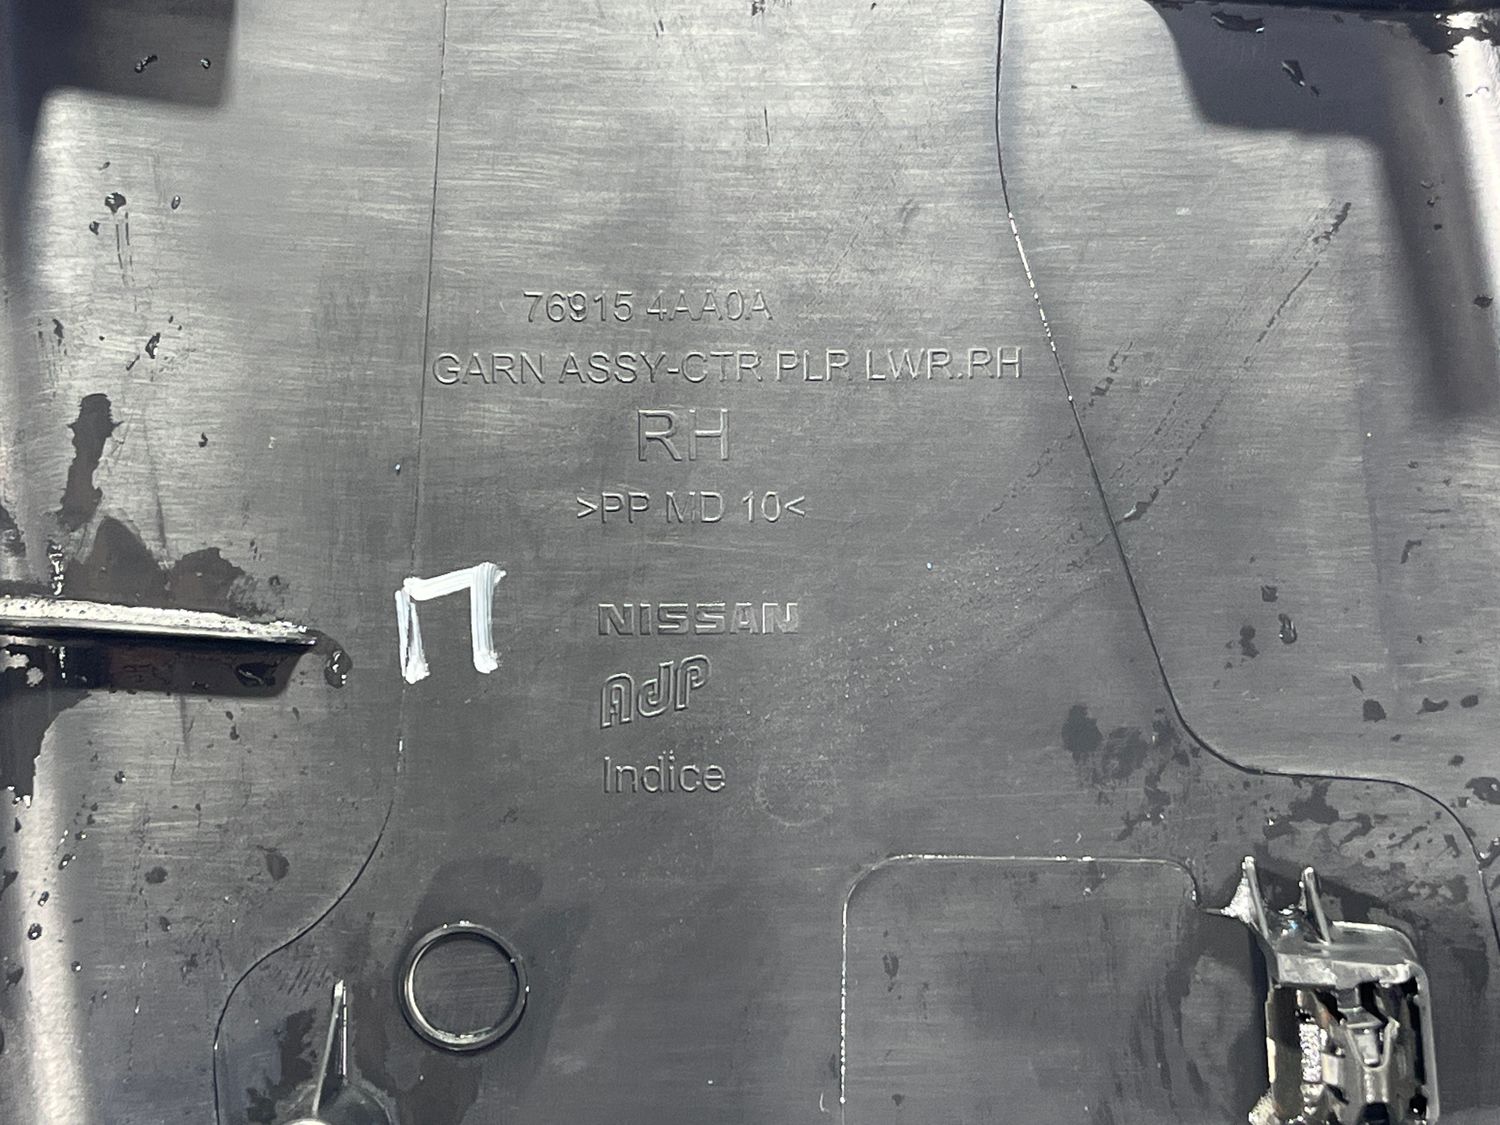 76915 4AA0A
GARN ASSY-CTR PLR LWR.RH
RH
>PP MD 10<
П
NISSAN
AdP
Indice